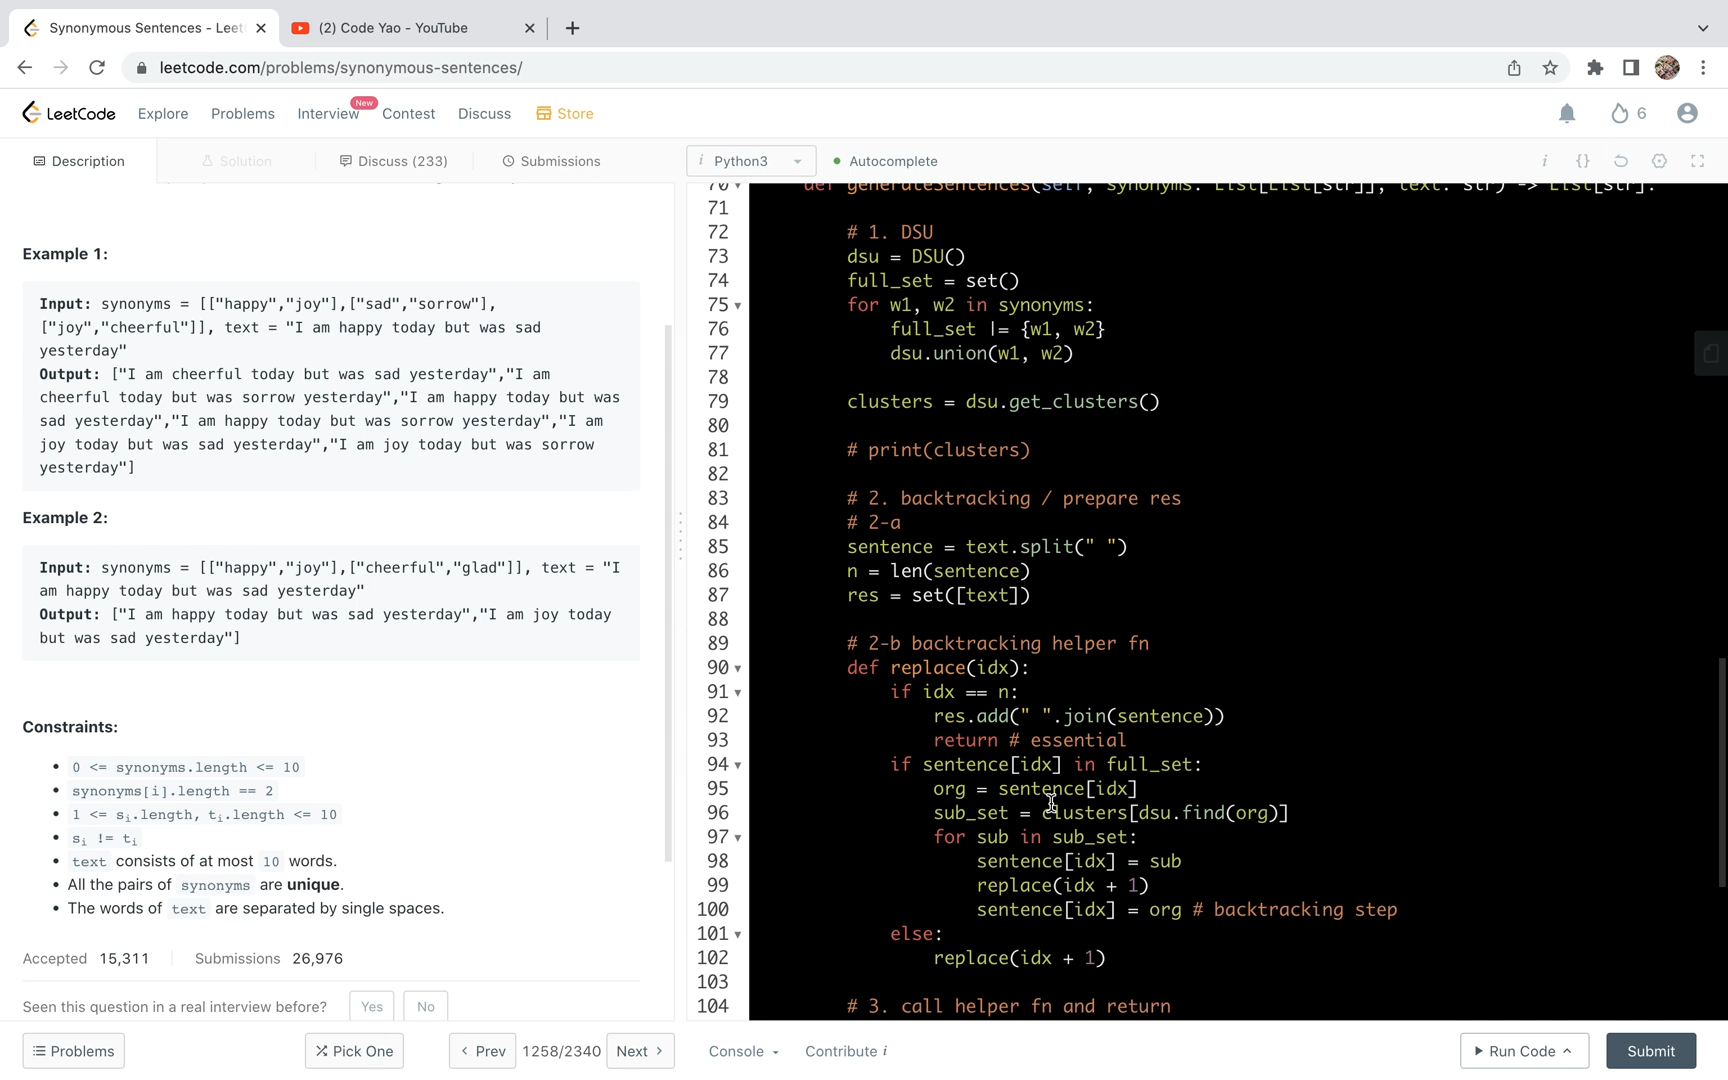 Synonymous Sentences - Leet
(2) Code Yao - YouTube
leetcode.com/problems/synonymous-sentences/
LeetCode
Explore
Problems
Interview
New
Contest
Discuss
Store
6
Description
Solution
Discuss (233)
Submissions
i Python3
Autocomplete
Example 1:
Input: synonyms = [["happy","joy"],["sad","sorrow"],
["joy","cheerful"]], text = "I am happy today but was sad
yesterday"
Output: ["I am cheerful today but was sad yesterday","I am
cheerful today but was sorrow yesterday","I am happy today but was
sad yesterday","I am happy today but was sorrow yesterday","I am
joy today but was sad yesterday","I am joy today but was sorrow
yesterday"]
Example 2:
Input: synonyms = [["happy","joy"],["cheerful","glad"]], text = "I
am happy today but was sad yesterday"
Output: ["I am happy today but was sad yesterday","I am joy today
but was sad yesterday"]
Constraints:
• 0 <= synonyms.length <= 10
• synonyms[i].length == 2
• 1 <= si.length, ti.length <= 10
• si != ti
• text consists of at most 10 words.
• All the pairs of synonyms are unique.
• The words of text are separated by single spaces.
Accepted 15,311
Submissions 26,976
Seen this question in a real interview before?
Yes
No
70 def generateSentences(self, synonyms: List[List[str]], text: str) -> List[str]:
71
72 # 1. DSU
73 dsu = DSU()
74 full_set = set()
75 for w1, w2 in synonyms:
76 full_set |= {w1, w2}
77 dsu.union(w1, w2)
78
79 clusters = dsu.get_clusters()
80
81 # print(clusters)
82
83 # 2. backtracking / prepare res
84 # 2-a
85 sentence = text.split(" ")
86 n = len(sentence)
87 res = set([text])
88
89 # 2-b backtracking helper fn
90 def replace(idx):
91 if idx == n:
92 res.add(" ".join(sentence))
93 return # essential
94 if sentence[idx] in full_set:
95 org = sentence[idx]
96 sub_set = clusters[dsu.find(org)]
97 for sub in sub_set:
98 sentence[idx] = sub
99 replace(idx + 1)
100 sentence[idx] = org # backtracking step
101 else:
102 replace(idx + 1)
103
104 # 3. call helper fn and return
Problems
Pick One
< Prev
1258/2340
Next >
Console
Contribute i
Run Code
Submit